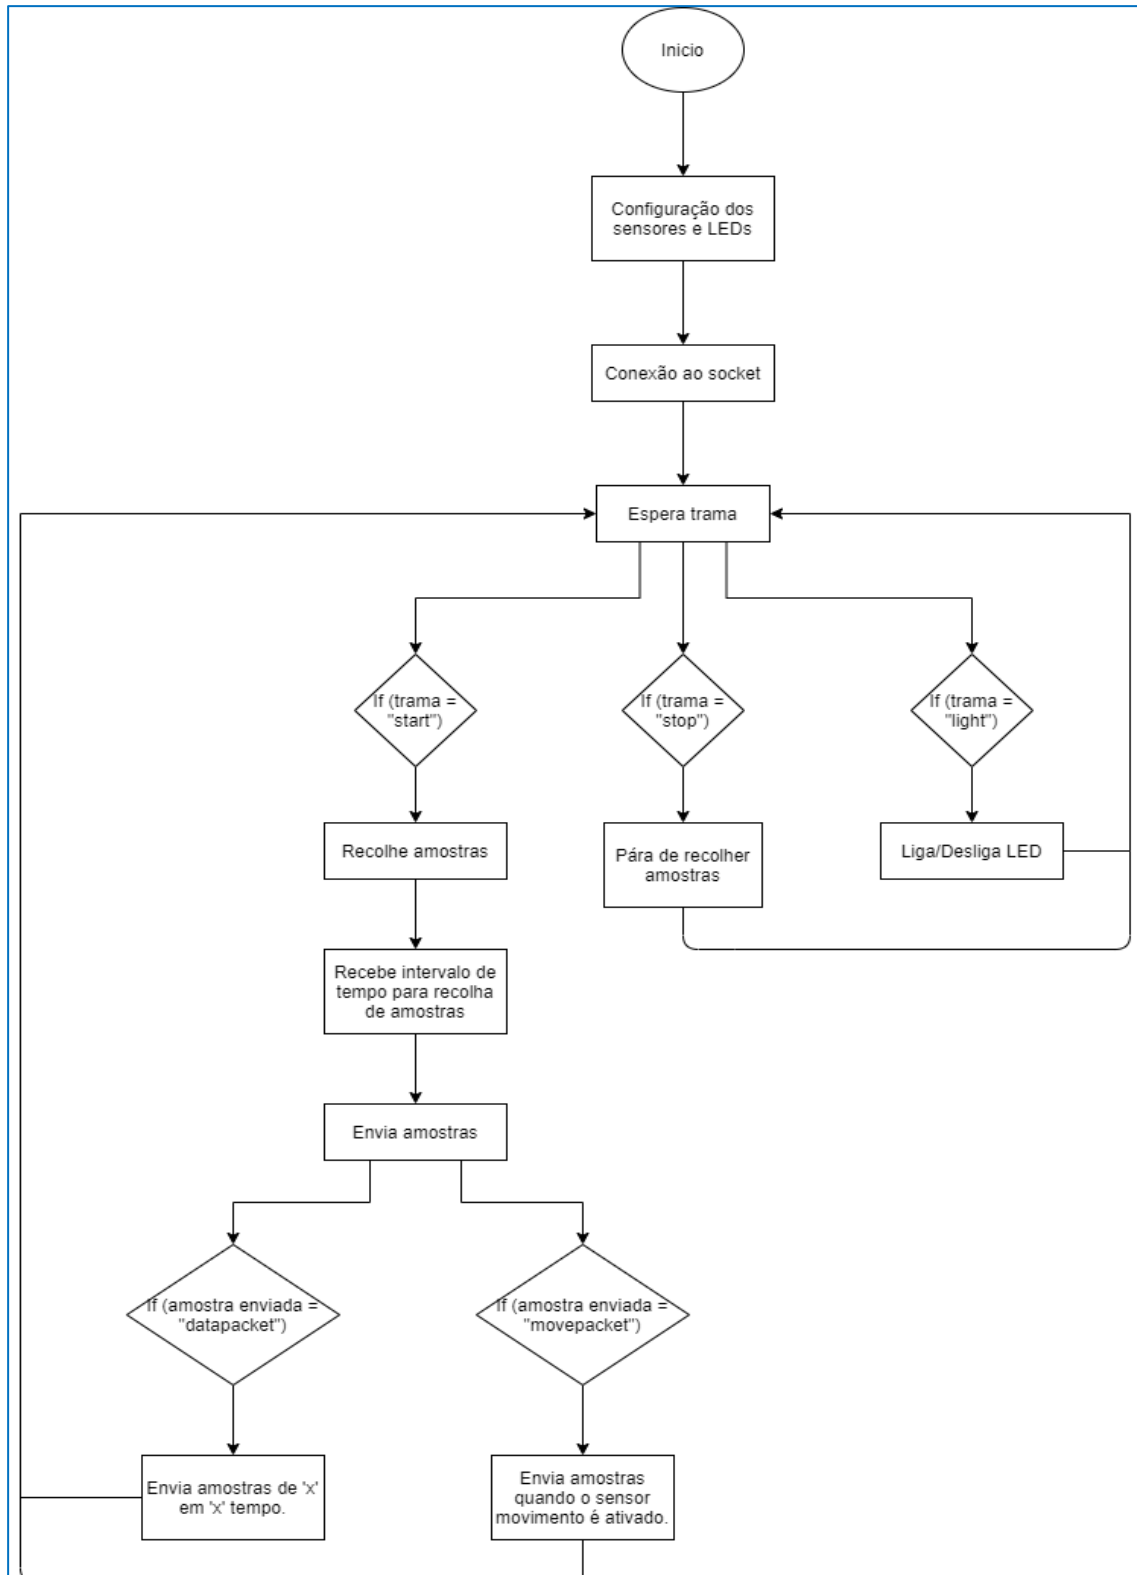 Inicio
Configuração dos
sensores e LEDs
Conexão ao socket
Espera trama
If (trama =
"start")
If (trama =
"stop")
If (trama =
"light")
Recolhe amostras
Pára de recolher
amostras
Liga/Desliga LED
Recebe intervalo de
tempo para recolha
de amostras
Envia amostras
If (amostra enviada =
"datapacket")
If (amostra enviada =
"movepacket")
Envia amostras de 'x'
em 'x' tempo.
Envia amostras
quando o sensor
movimento é ativado.